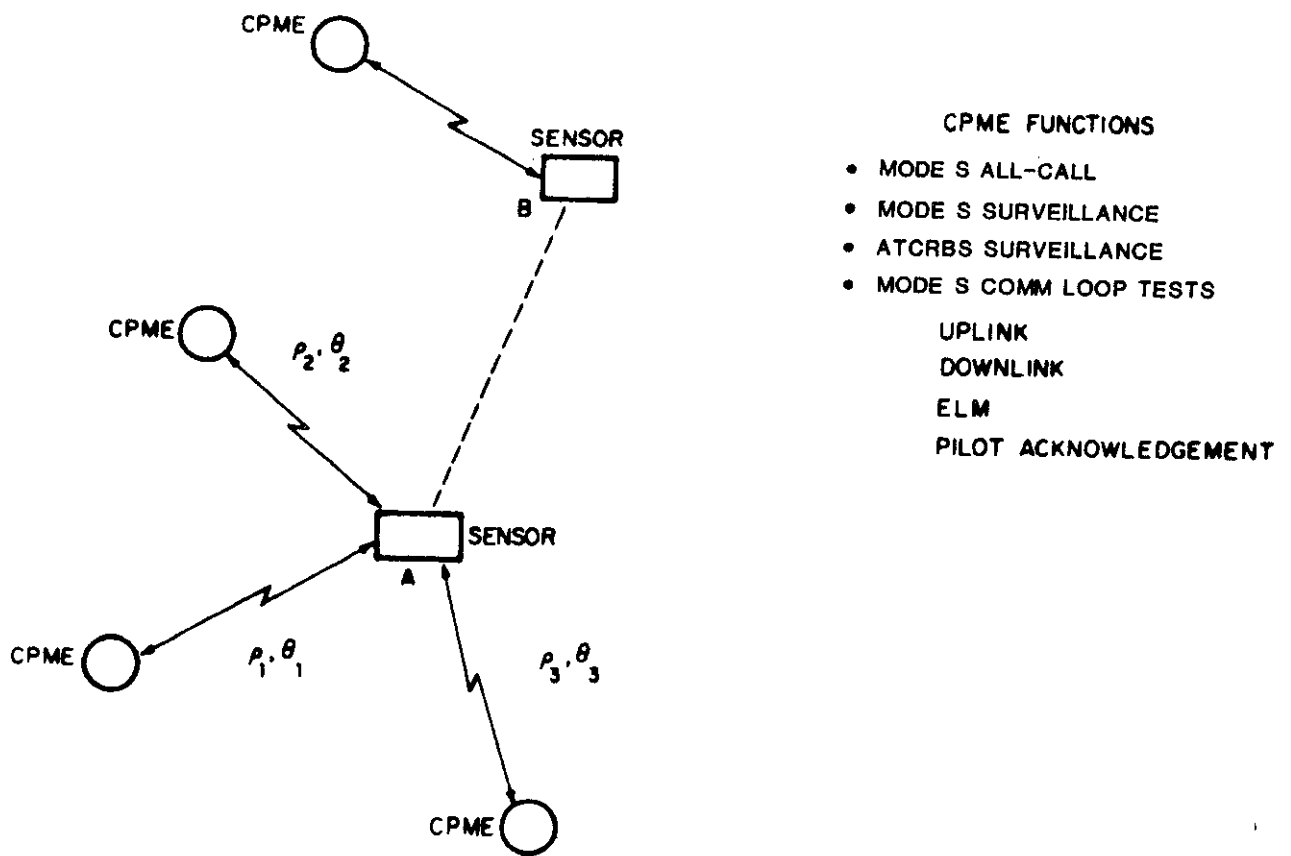 CPME
SENSOR
B
CPME
ρ₂, θ₂
SENSOR
A
CPME
ρ₁, θ₁
ρ₃, θ₃
CPME
CPME FUNCTIONS
• MODE S ALL-CALL
• MODE S SURVEILLANCE
• ATCRBS SURVEILLANCE
• MODE S COMM LOOP TESTS
UPLINK
DOWNLINK
ELM
PILOT ACKNOWLEDGEMENT